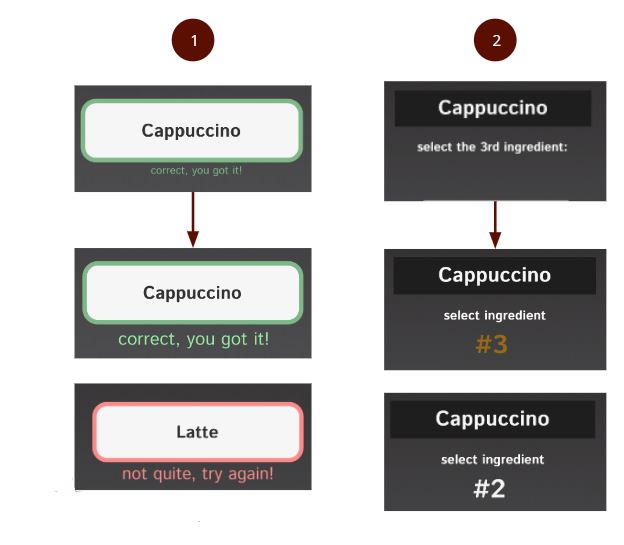 1
Cappuccino
correct, you got it!
Cappuccino
correct, you got it!
Latte
not quite, try again!
2
Cappuccino
select the 3rd ingredient:
Cappuccino
select ingredient
#3
Cappuccino
select ingredient
#2